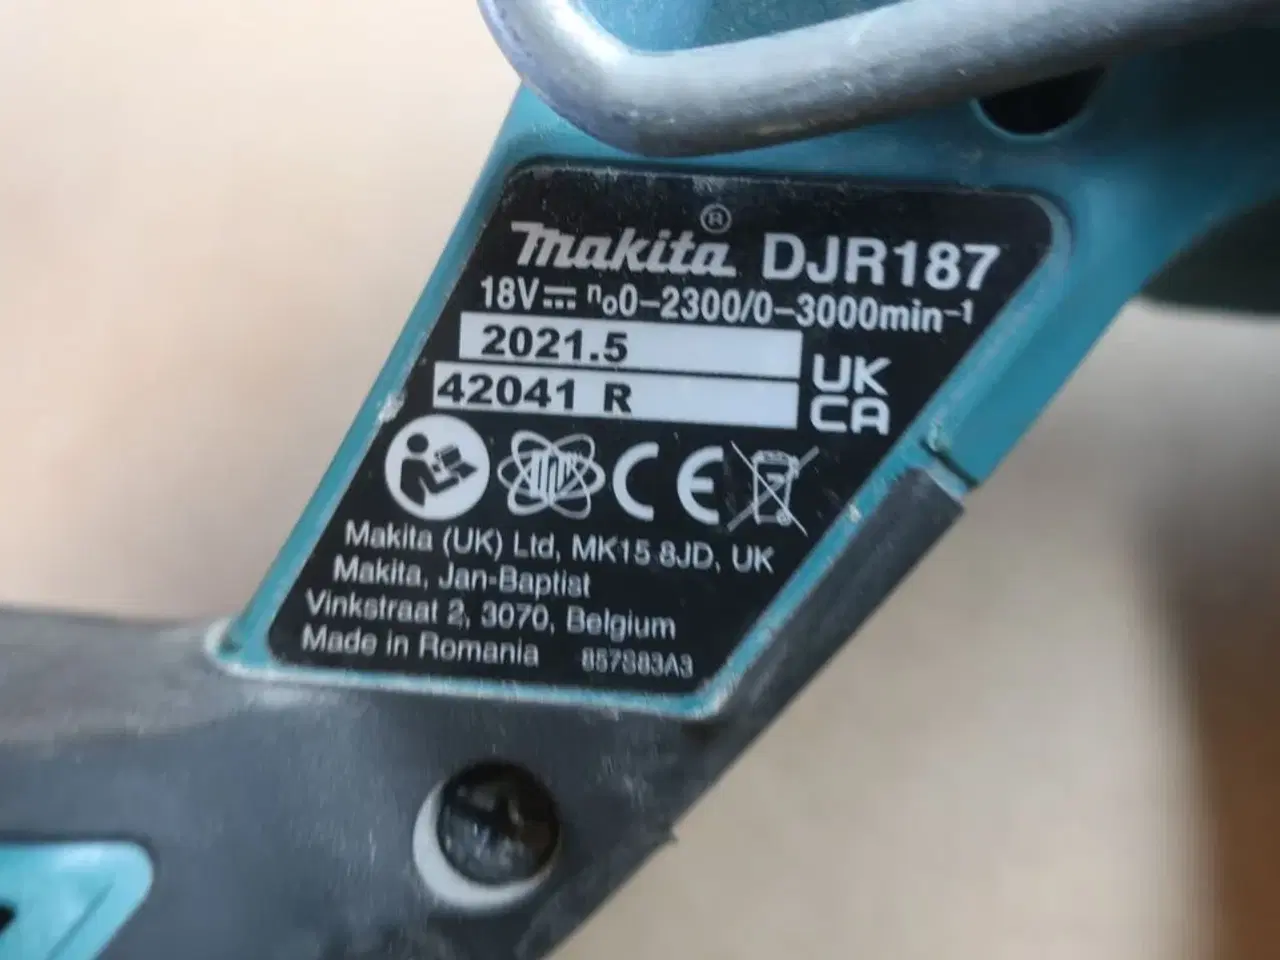 makita® DJR187
18V⎓ n₀0-2300/0-3000min⁻¹
2021.5
42041 R
UK
CA
CE
Makita (UK) Ltd, MK15 8JD, UK
Makita, Jan-Baptist
Vinkstraat 2, 3070, Belgium
Made in Romania 857S83A3